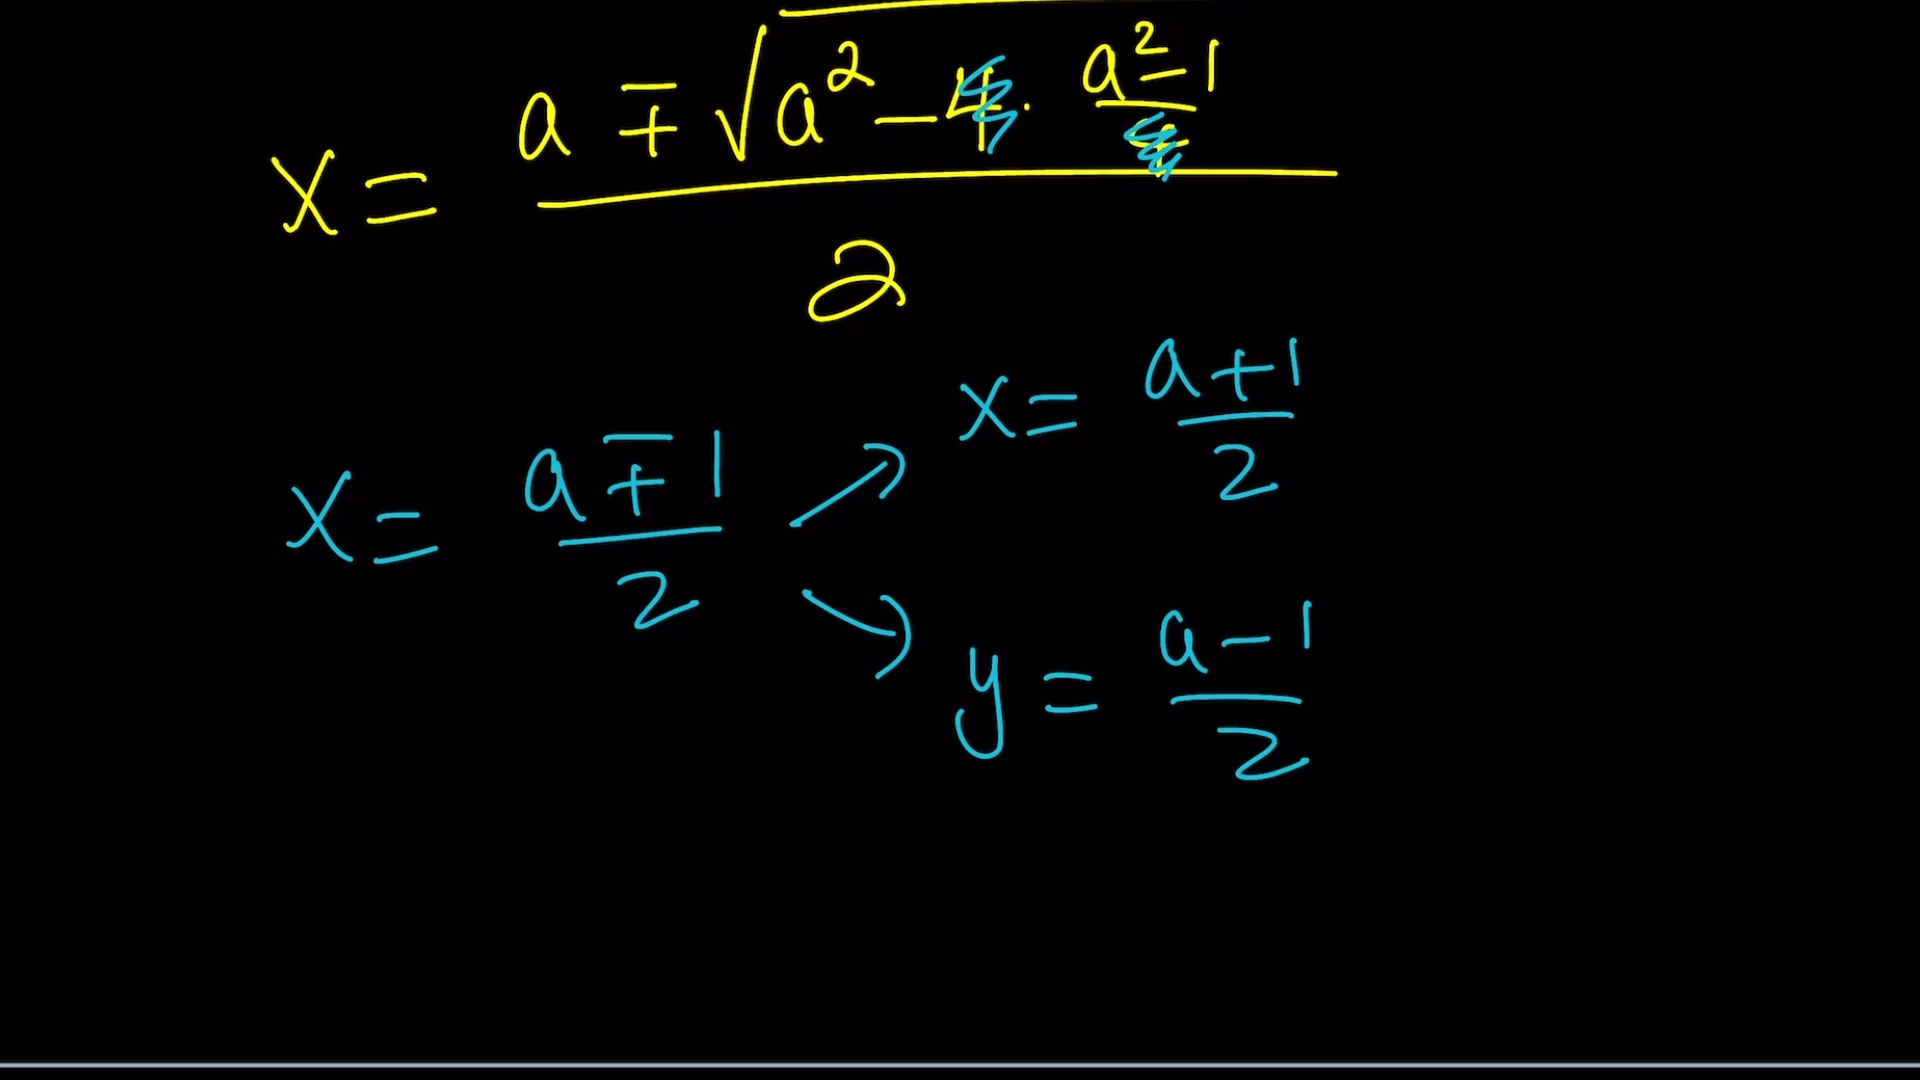 x = (a ∓ √(a² − 4 · (a² − 1)/4))/2
x = (a ∓ 1)/2
x = (a + 1)/2
y = (a − 1)/2